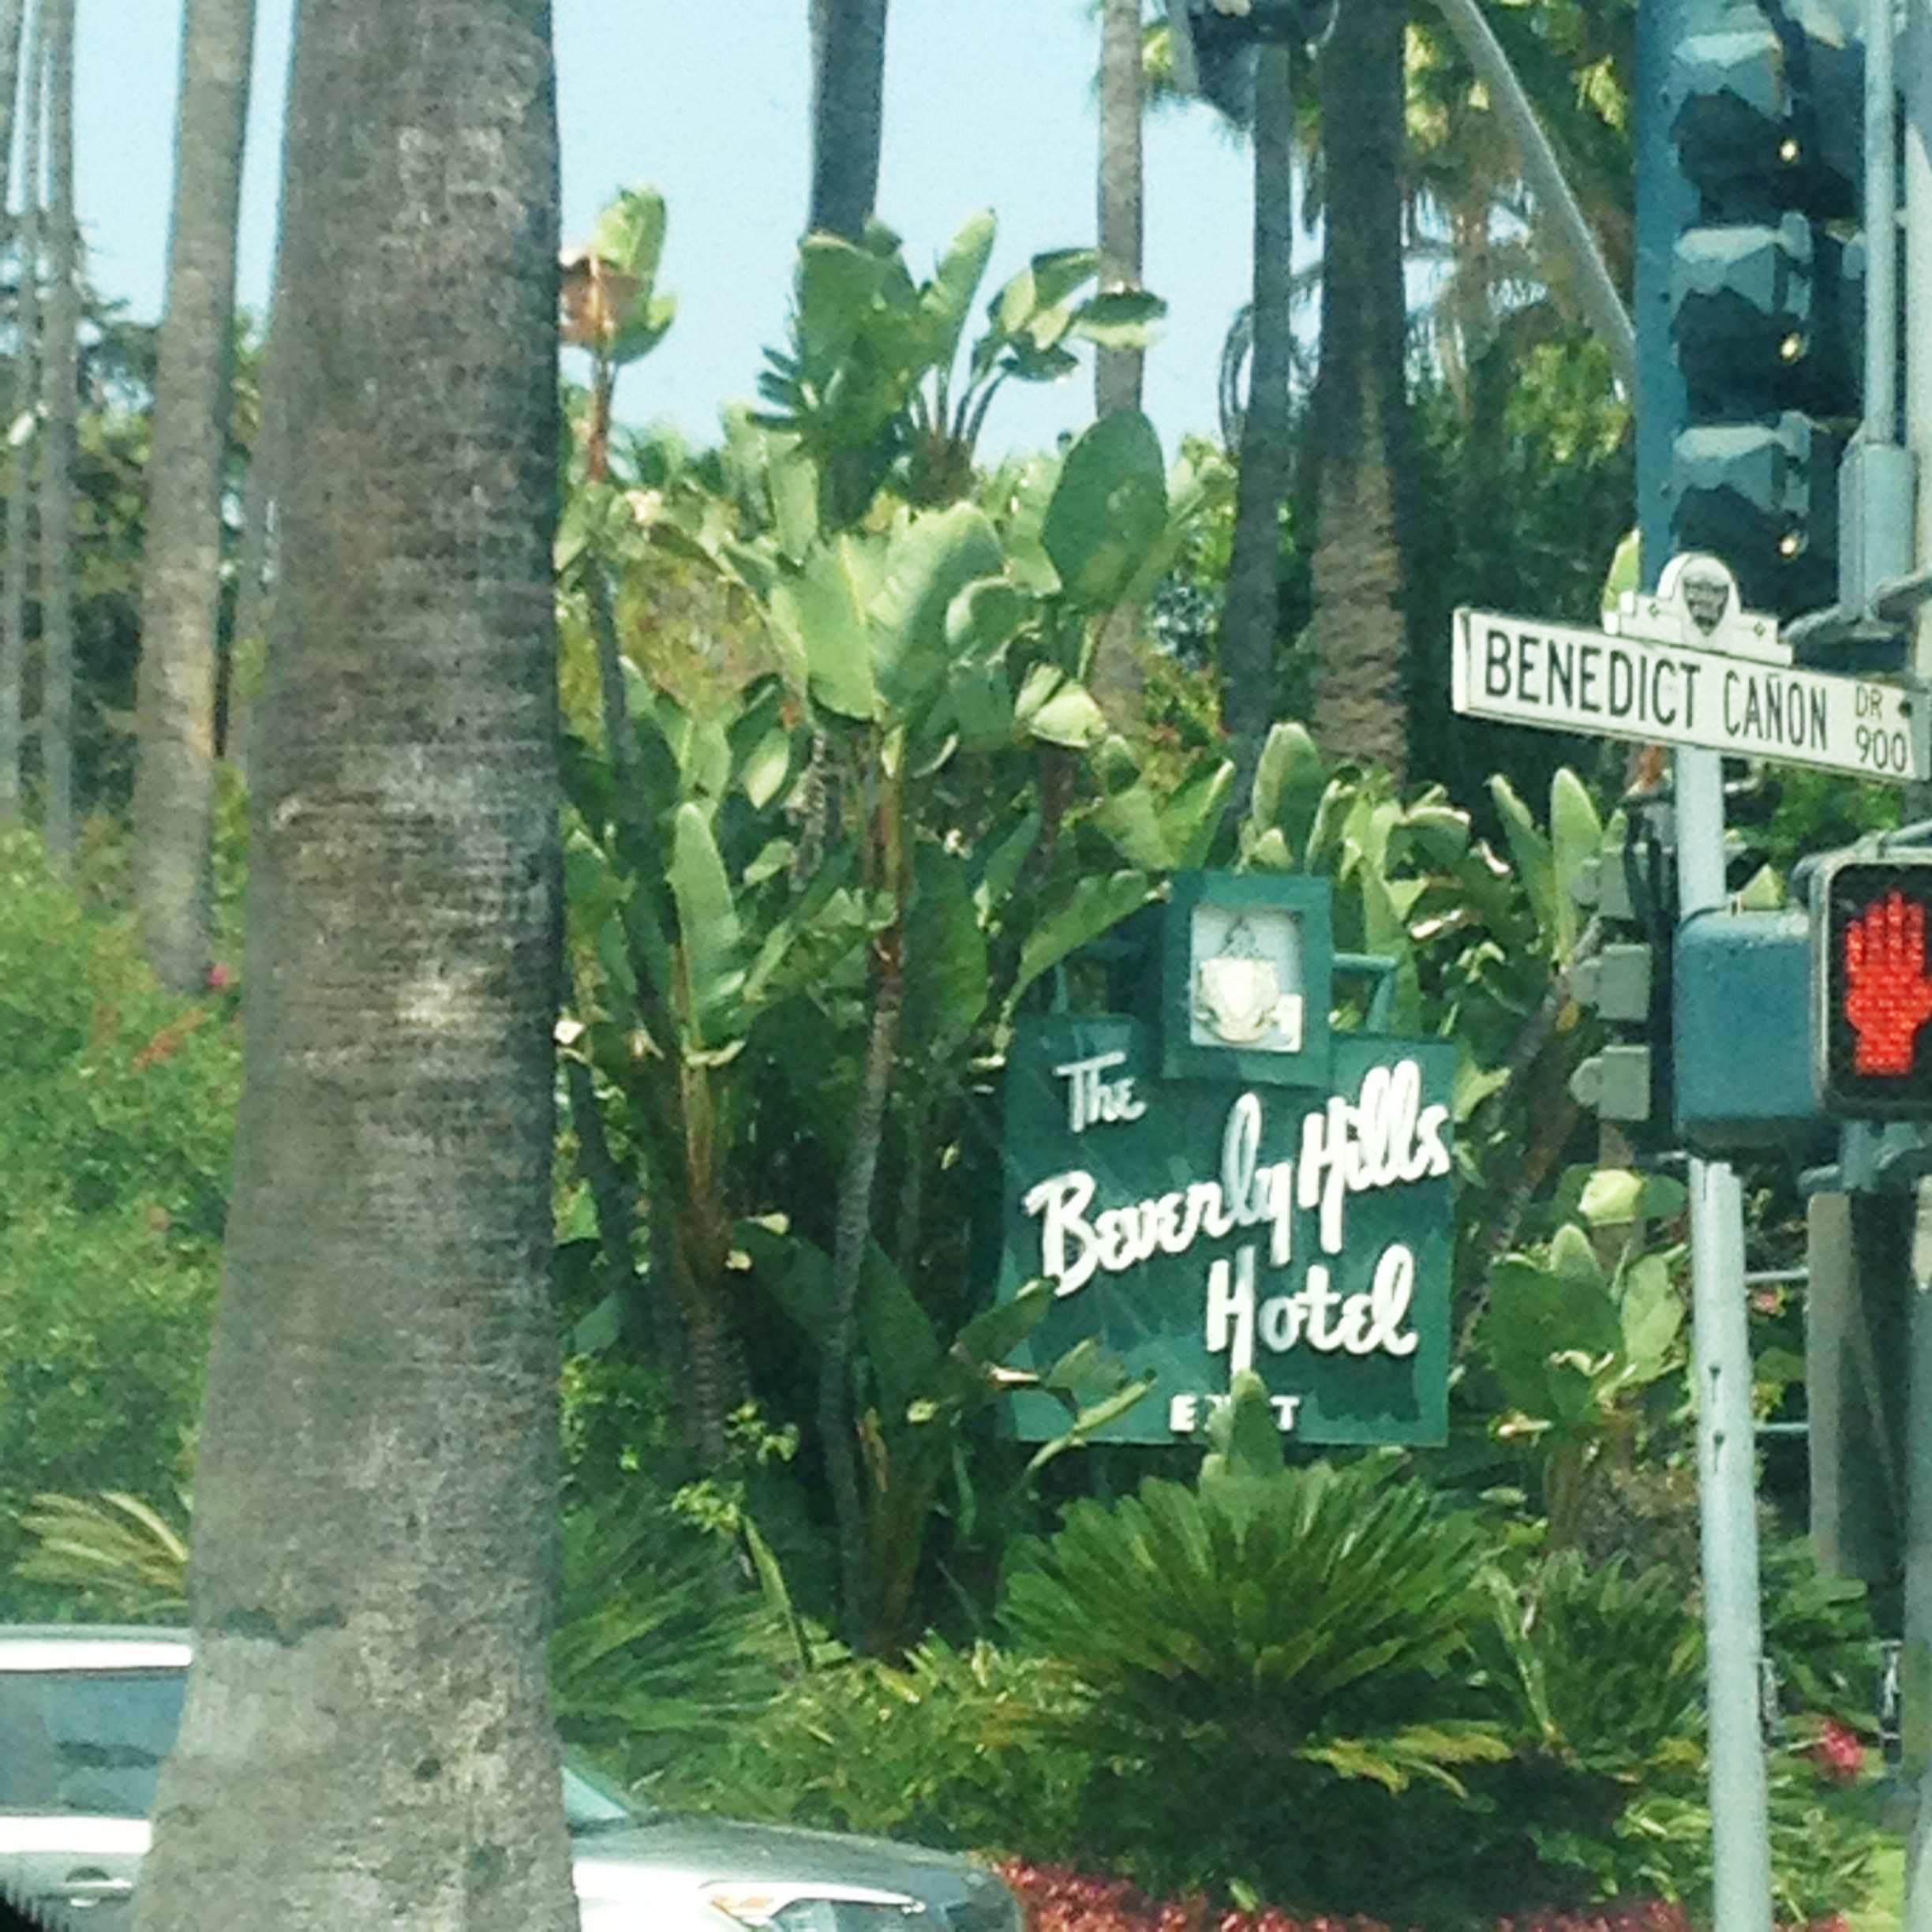 BENEDICT CAÑON DR
900
The
Beverly Hills
Hotel